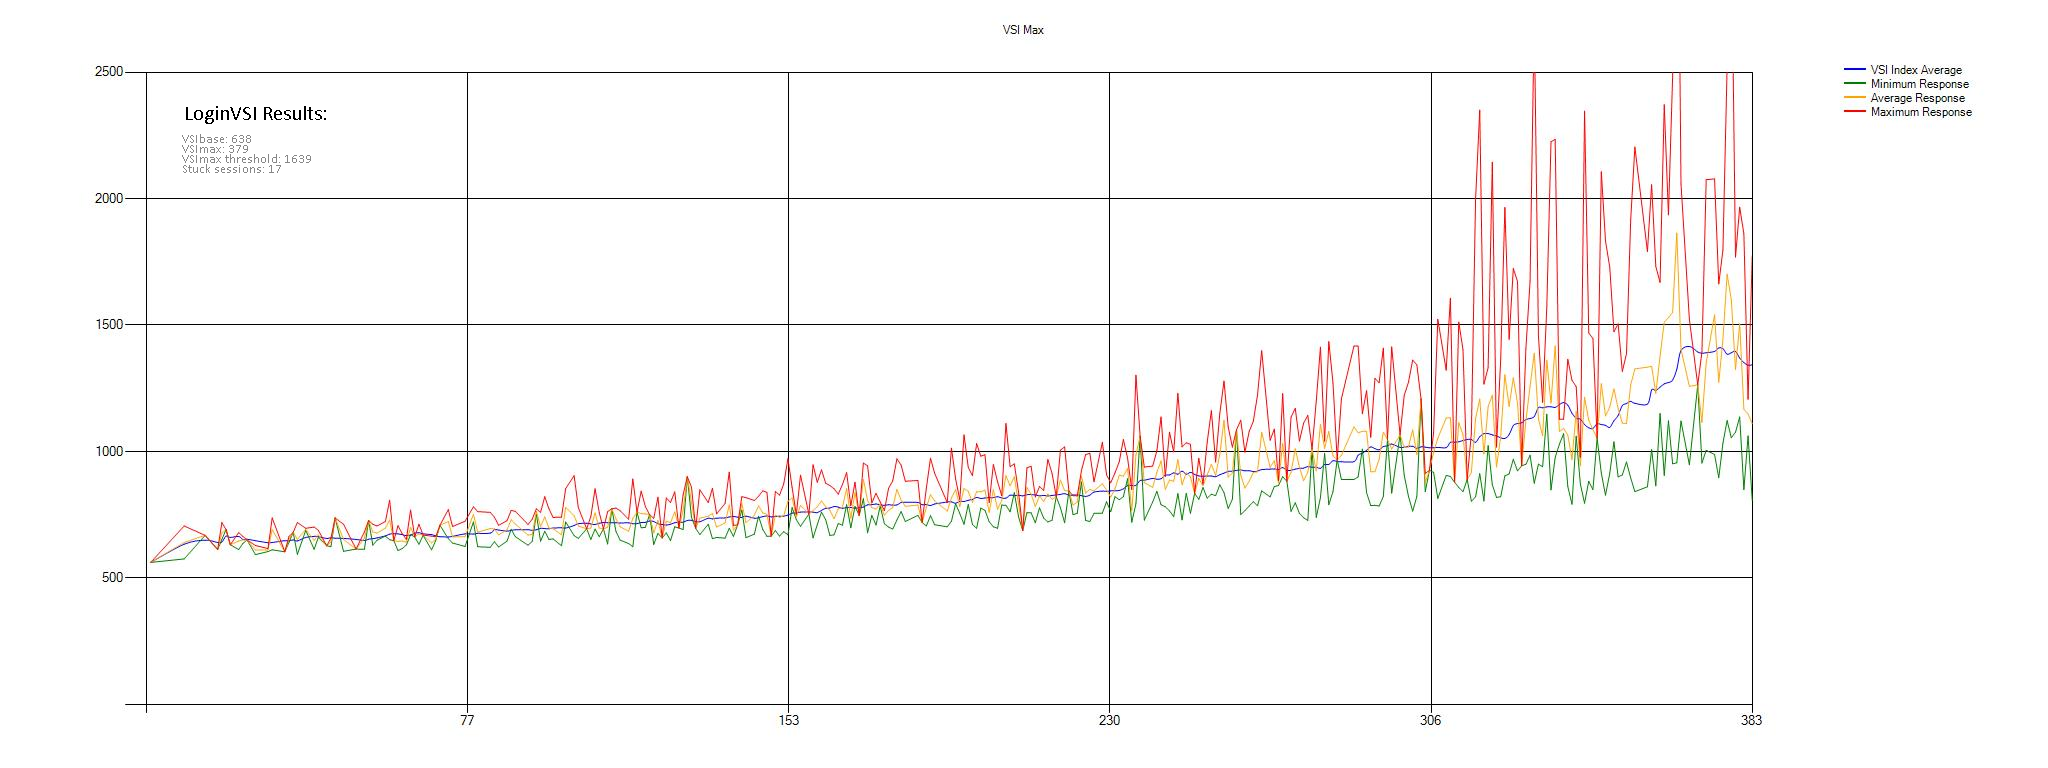 VSI Max
2500
2000
1500
1000
500
77
153
230
306
383
LoginVSI Results:
VSIbase: 638
VSImax: 379
VSImax threshold: 1639
Stuck sessions: 17
VSI Index Average
Minimum Response
Average Response
Maximum Response